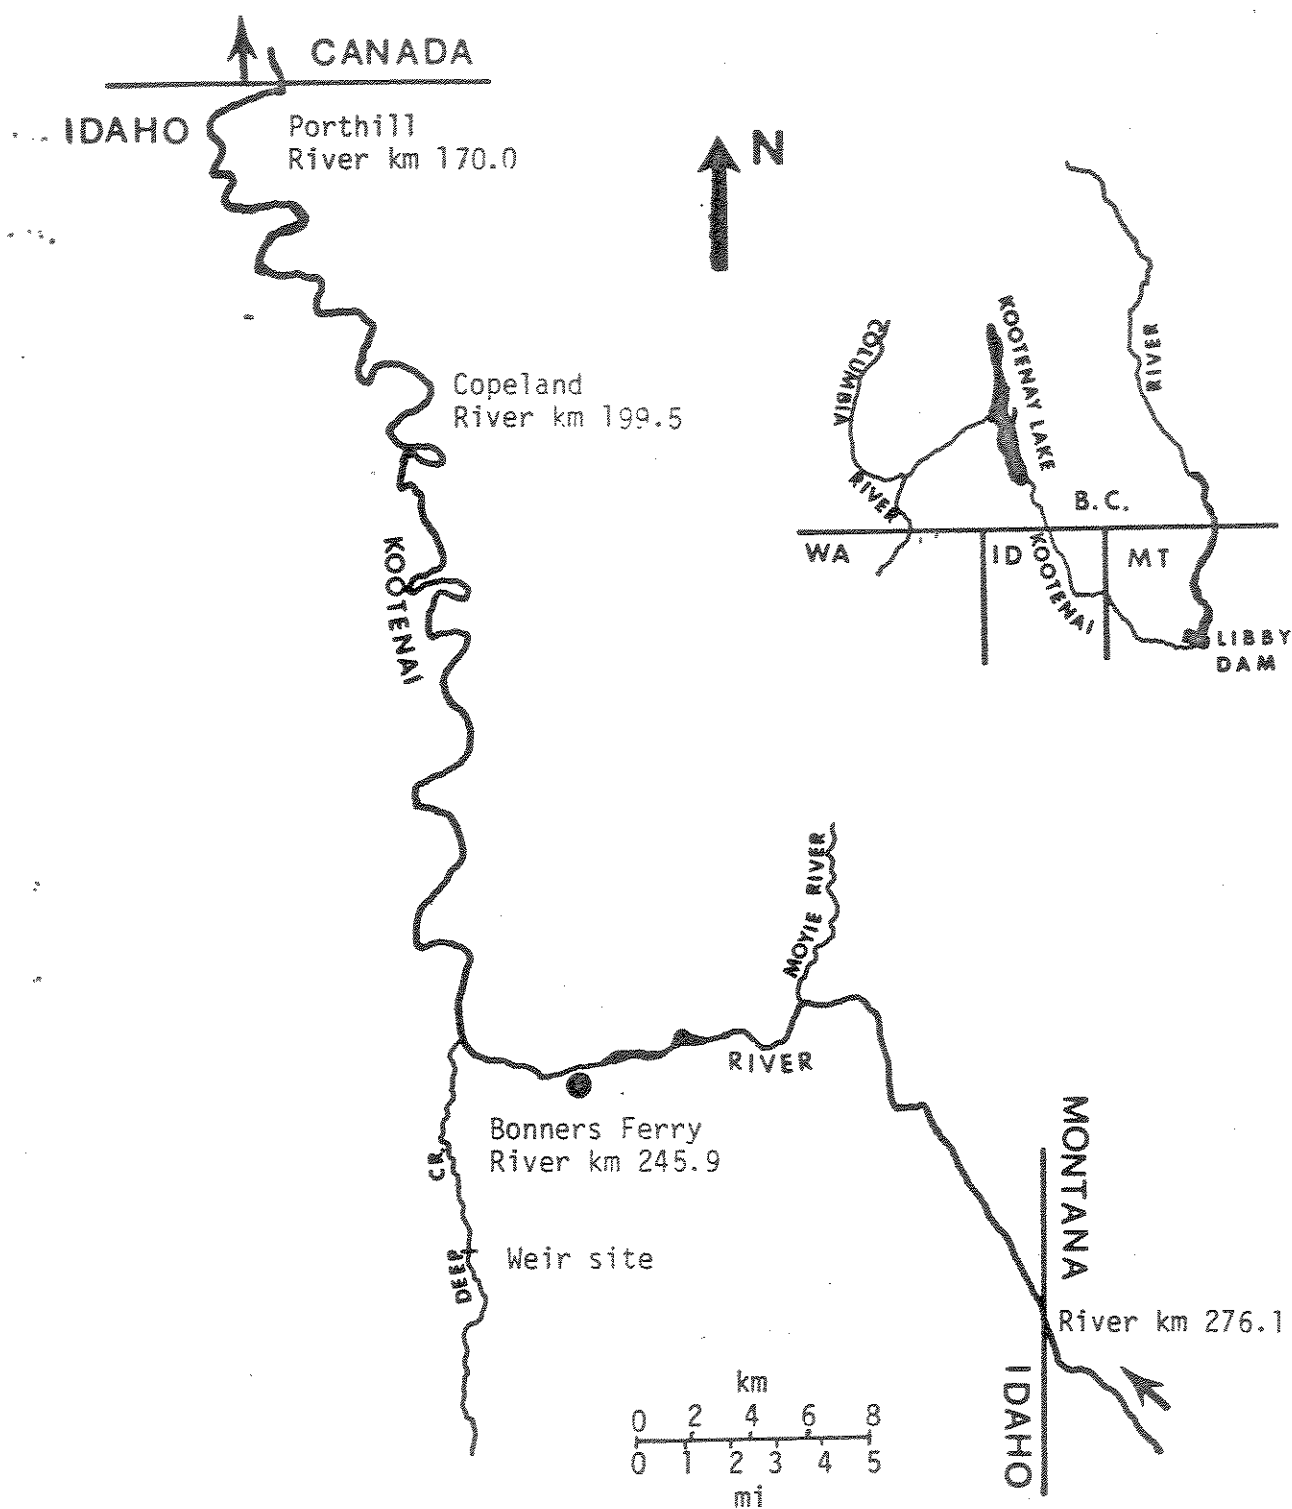 CANADA
IDAHO
Porthill
River km 170.0
N
Copeland
River km 199.5
KOOTENAI
COLUMBIA
RIVER
KOOTENAY LAKE
RIVER
B.C.
WA
ID
KOOTENAI
MT
LIBBY
DAM
MOYIE RIVER
RIVER
Bonners Ferry
River km 245.9
CR.
DEEP
Weir site
MONTANA
River km 276.1
IDAHO
km
0 2 4 6 8
0 1 2 3 4 5
mi